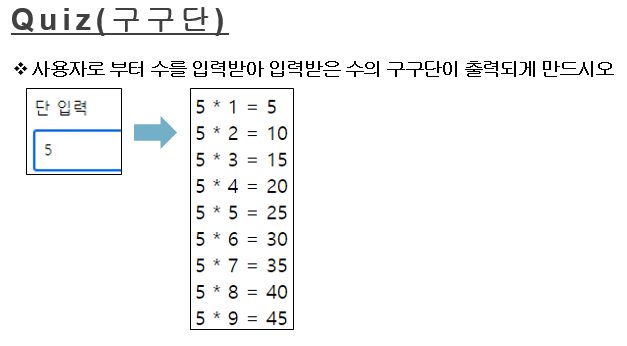 Quiz(구구단)
❖ 사용자로 부터 수를 입력받아 입력받은 수의 구구단이 출력되게 만드시오
단 입력
5
5 * 1 = 5
5 * 2 = 10
5 * 3 = 15
5 * 4 = 20
5 * 5 = 25
5 * 6 = 30
5 * 7 = 35
5 * 8 = 40
5 * 9 = 45